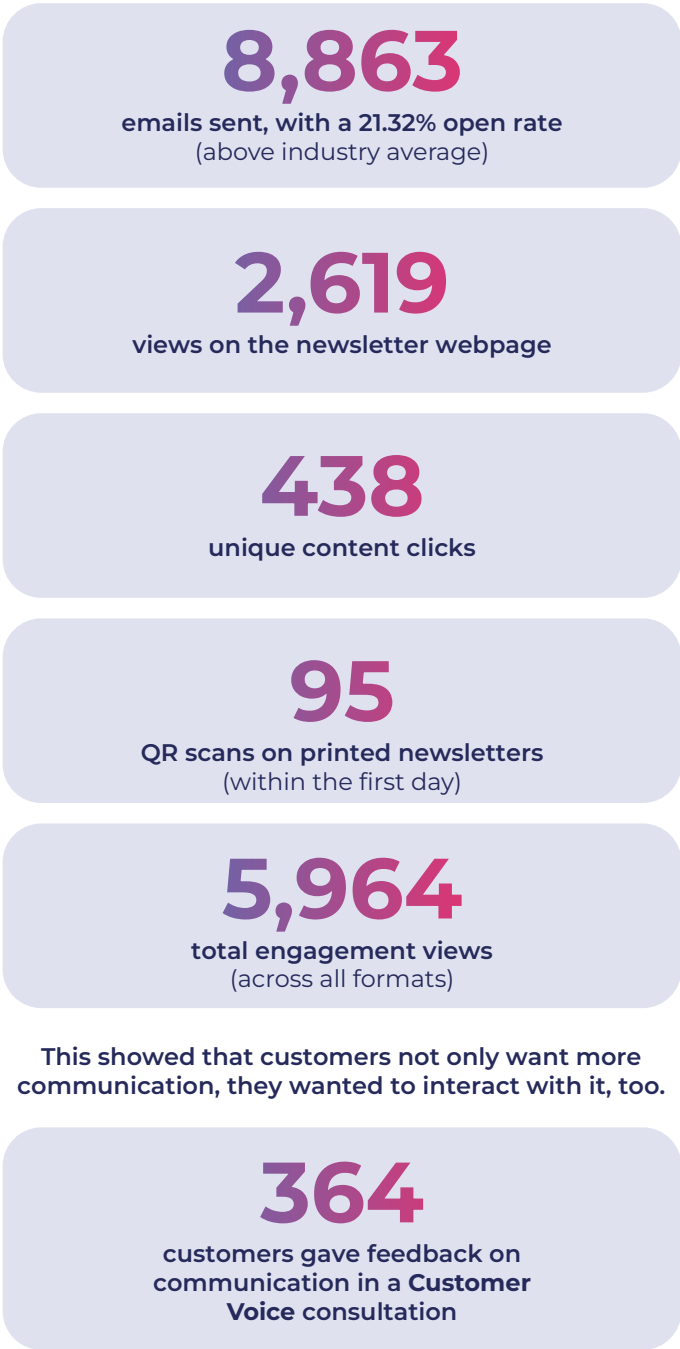 8,863
emails sent, with a 21.32% open rate
(above industry average)
2,619
views on the newsletter webpage
438
unique content clicks
95
QR scans on printed newsletters
(within the first day)
5,964
total engagement views
(across all formats)
This showed that customers not only want more
communication, they wanted to interact with it, too.
364
customers gave feedback on
communication in a Customer
Voice consultation